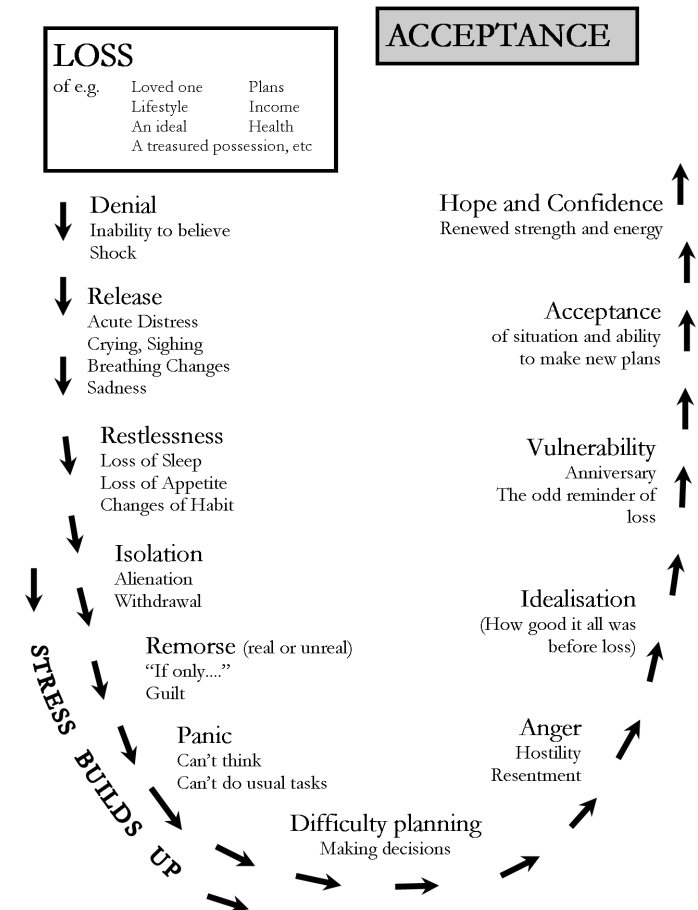 LOSS
of e.g.
Loved one Plans
Lifestyle Income
An ideal Health
A treasured possession, etc
Denial
Inability to believe
Shock
Release
Acute Distress
Crying, Sighing
Breathing Changes
Sadness
Restlessness
Loss of Sleep
Loss of Appetite
Changes of Habit
Isolation
Alienation
Withdrawal
Remorse (real or unreal)
“If only....”
Guilt
Panic
Can’t think
Can’t do usual tasks
STRESS BUILDS UP
Difficulty planning
Making decisions
Anger
Hostility
Resentment
Idealisation
(How good it all was
before loss)
Vulnerability
Anniversary
The odd reminder of
loss
Acceptance
of situation and ability
to make new plans
Hope and Confidence
Renewed strength and energy
ACCEPTANCE